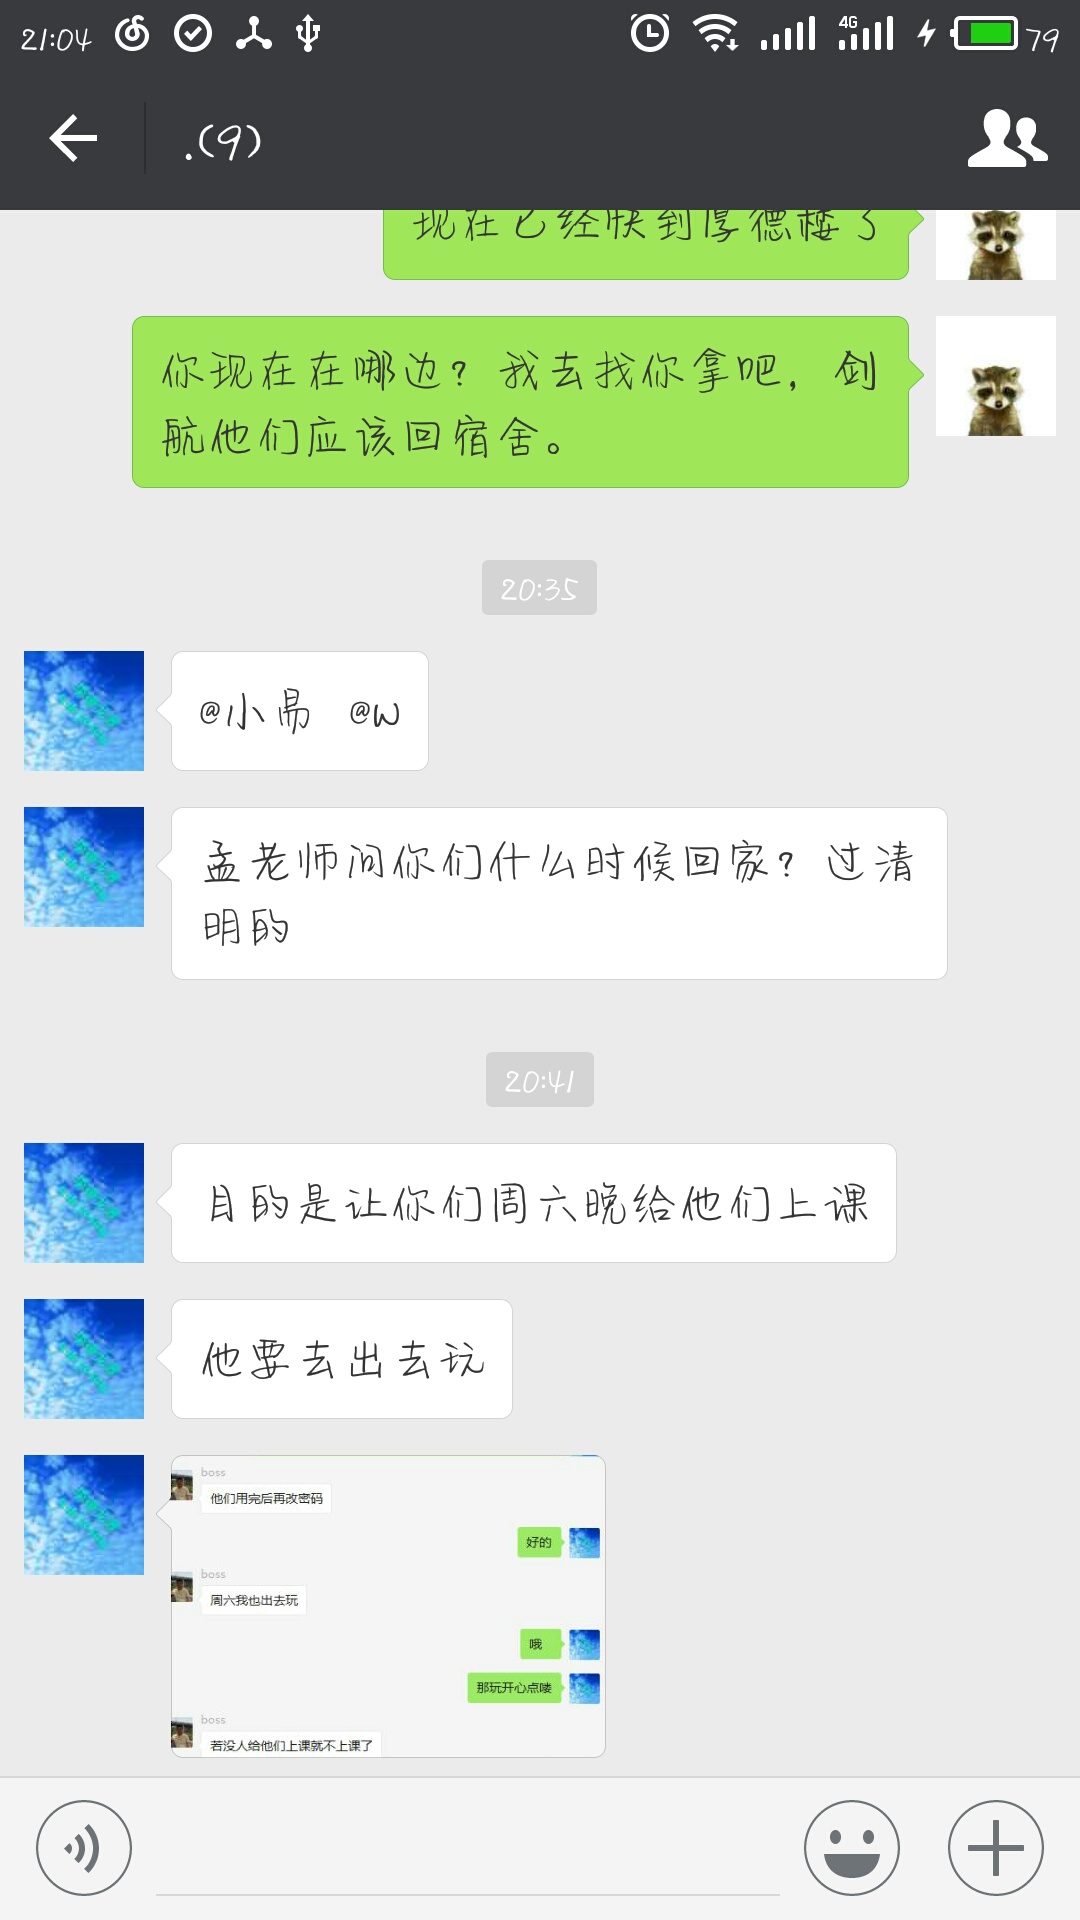 21:04
4G
79
.(9)
现在已经快到厚德楼了
你现在在哪边？我去找你拿吧，剑
航他们应该回宿舍。
20:35
@小易 @w
孟老师问你们什么时候回家？过清
明的
20:41
目的是让你们周六晚给他们上课
他要去出去玩
boss
他们用完后再改密码
好的
boss
周六我也出去玩
哦
那玩开心点喽
boss
若没人给他们上课就不上课了